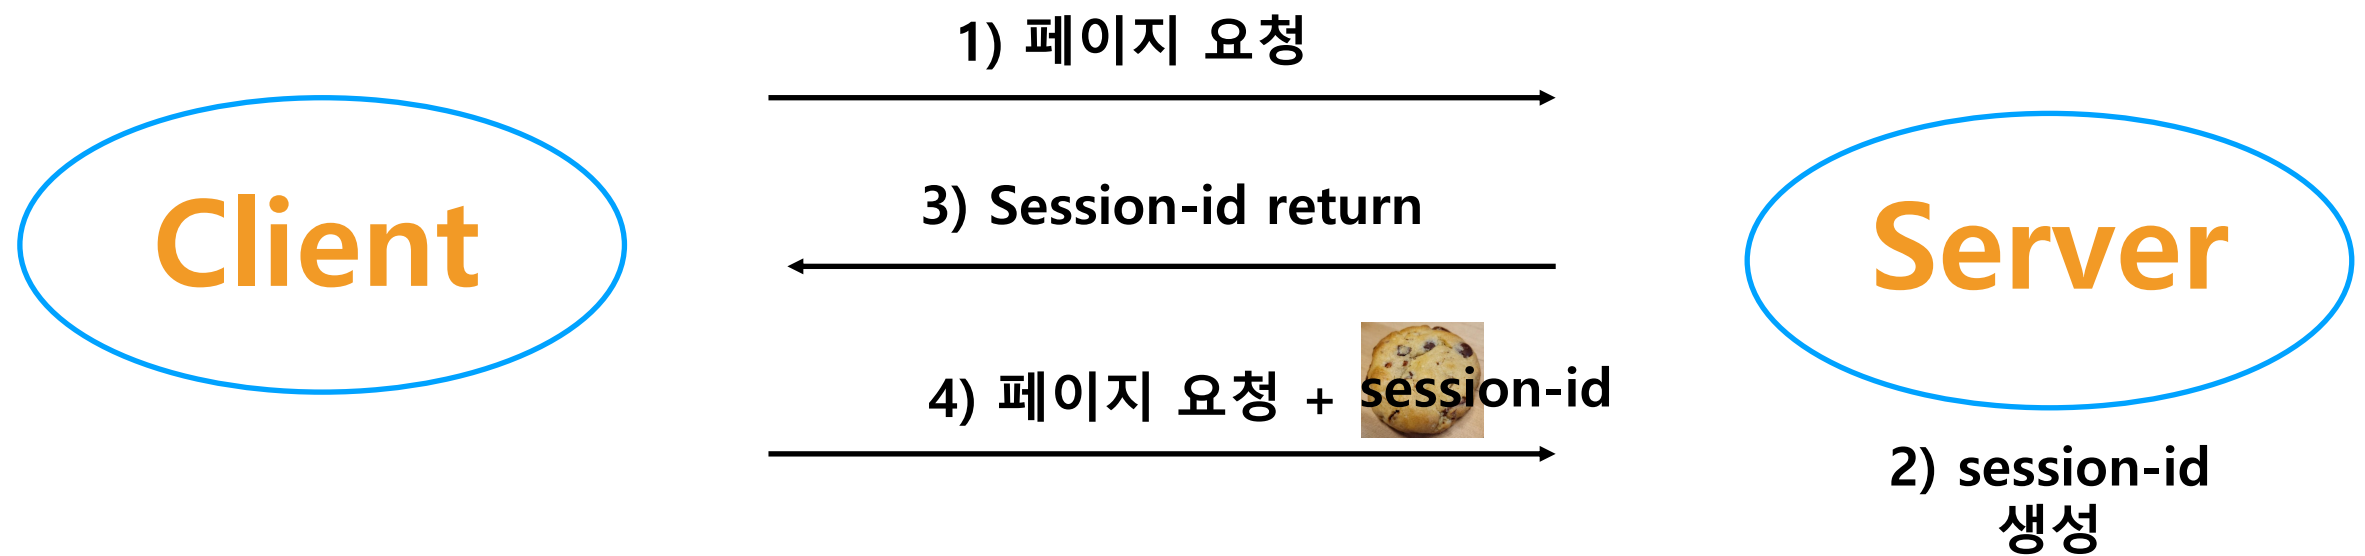 1) 페이지 요청
Client
3) Session-id return
Server
4) 페이지 요청 + session-id
2) session-id
생성